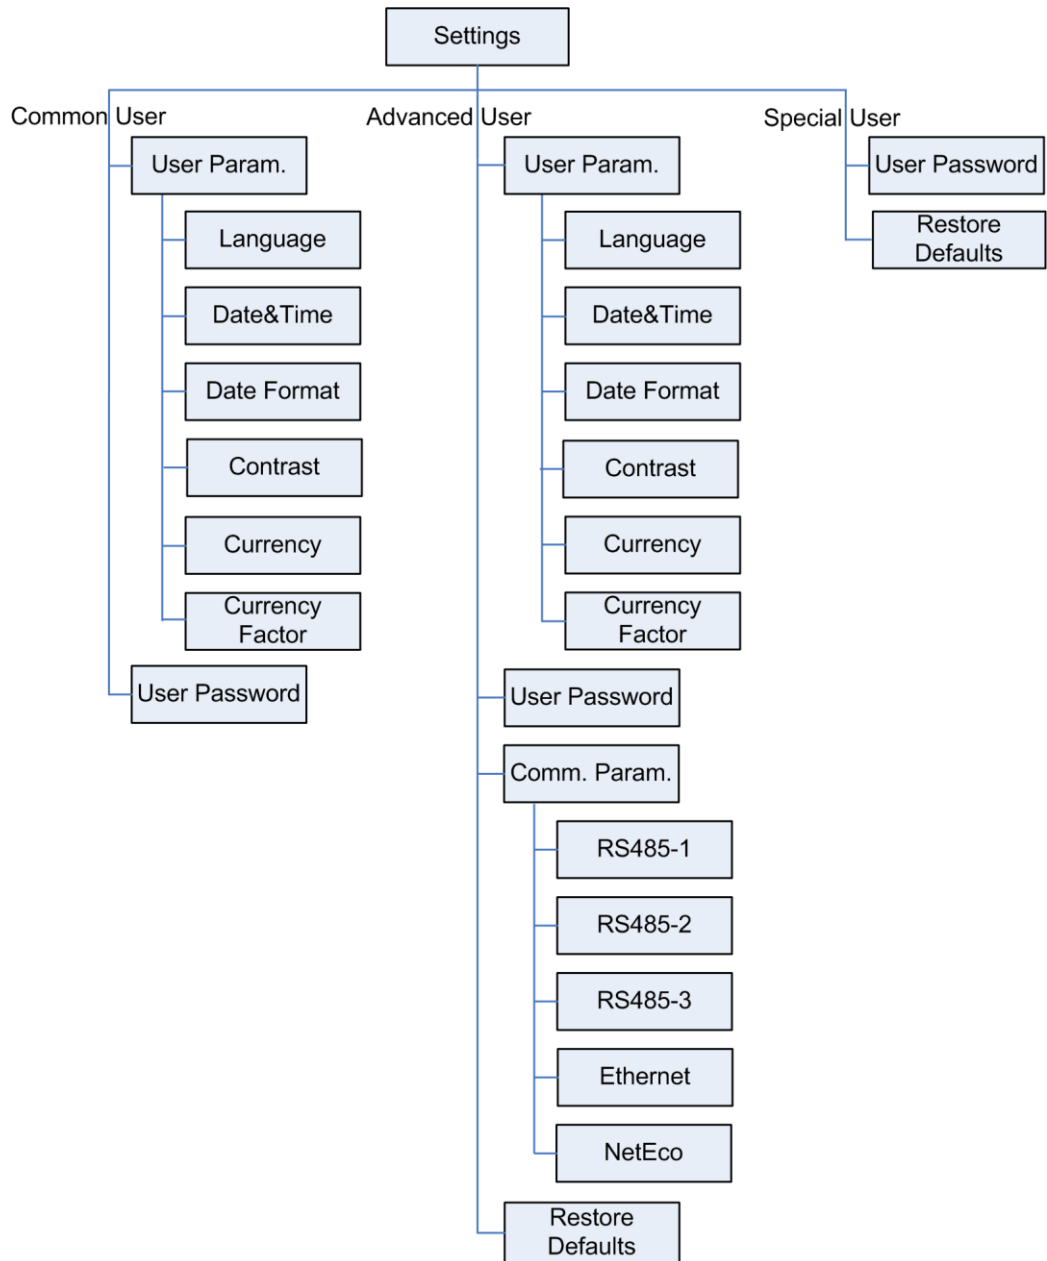 Settings
Common User
User Param.
Language
Date&Time
Date Format
Contrast
Currency
Currency
Factor
User Password
Advanced User
User Param.
Language
Date&Time
Date Format
Contrast
Currency
Currency
Factor
User Password
Comm. Param.
RS485-1
RS485-2
RS485-3
Ethernet
NetEco
Restore
Defaults
Special User
User Password
Restore
Defaults